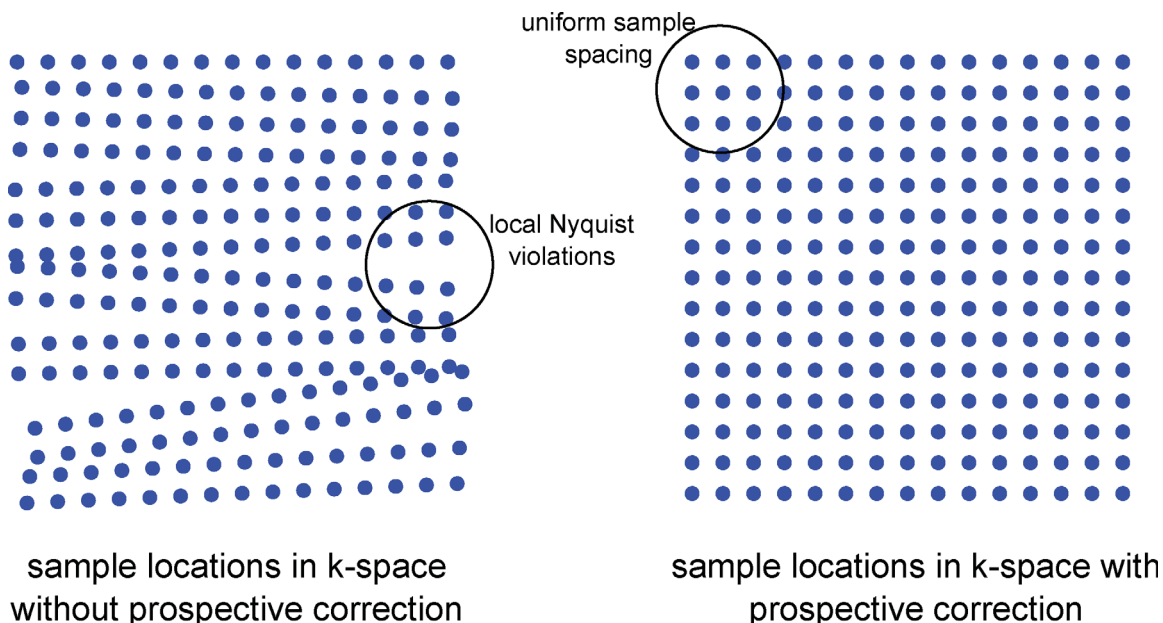 uniform sample
spacing
local Nyquist
violations
sample locations in k-space
without prospective correction
sample locations in k-space with
prospective correction